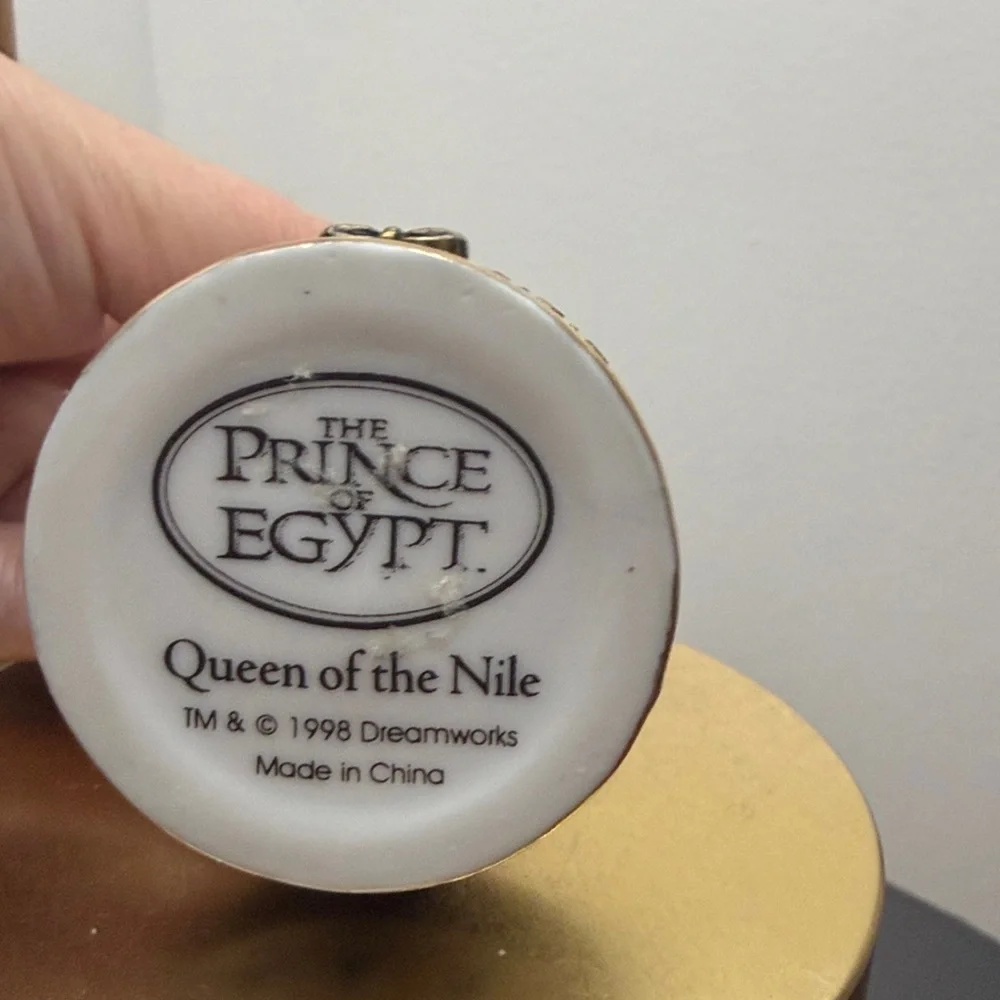 THE
PRINCE
OF
EGYPT.
Queen of the Nile
TM & © 1998 Dreamworks
Made in China